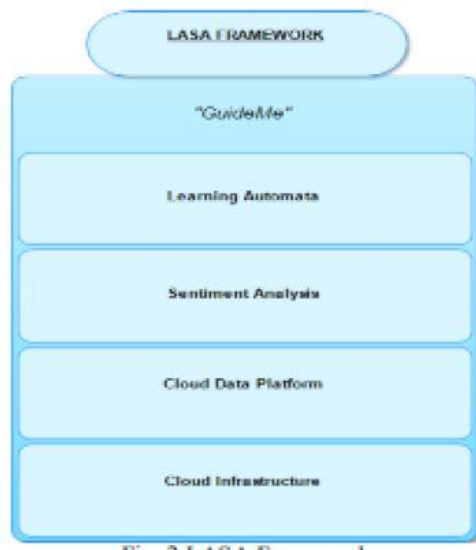 LASA FRAMEWORK
"GuideMe"
Learning Automata
Sentiment Analysis
Cloud Data Platform
Cloud Infrastructure